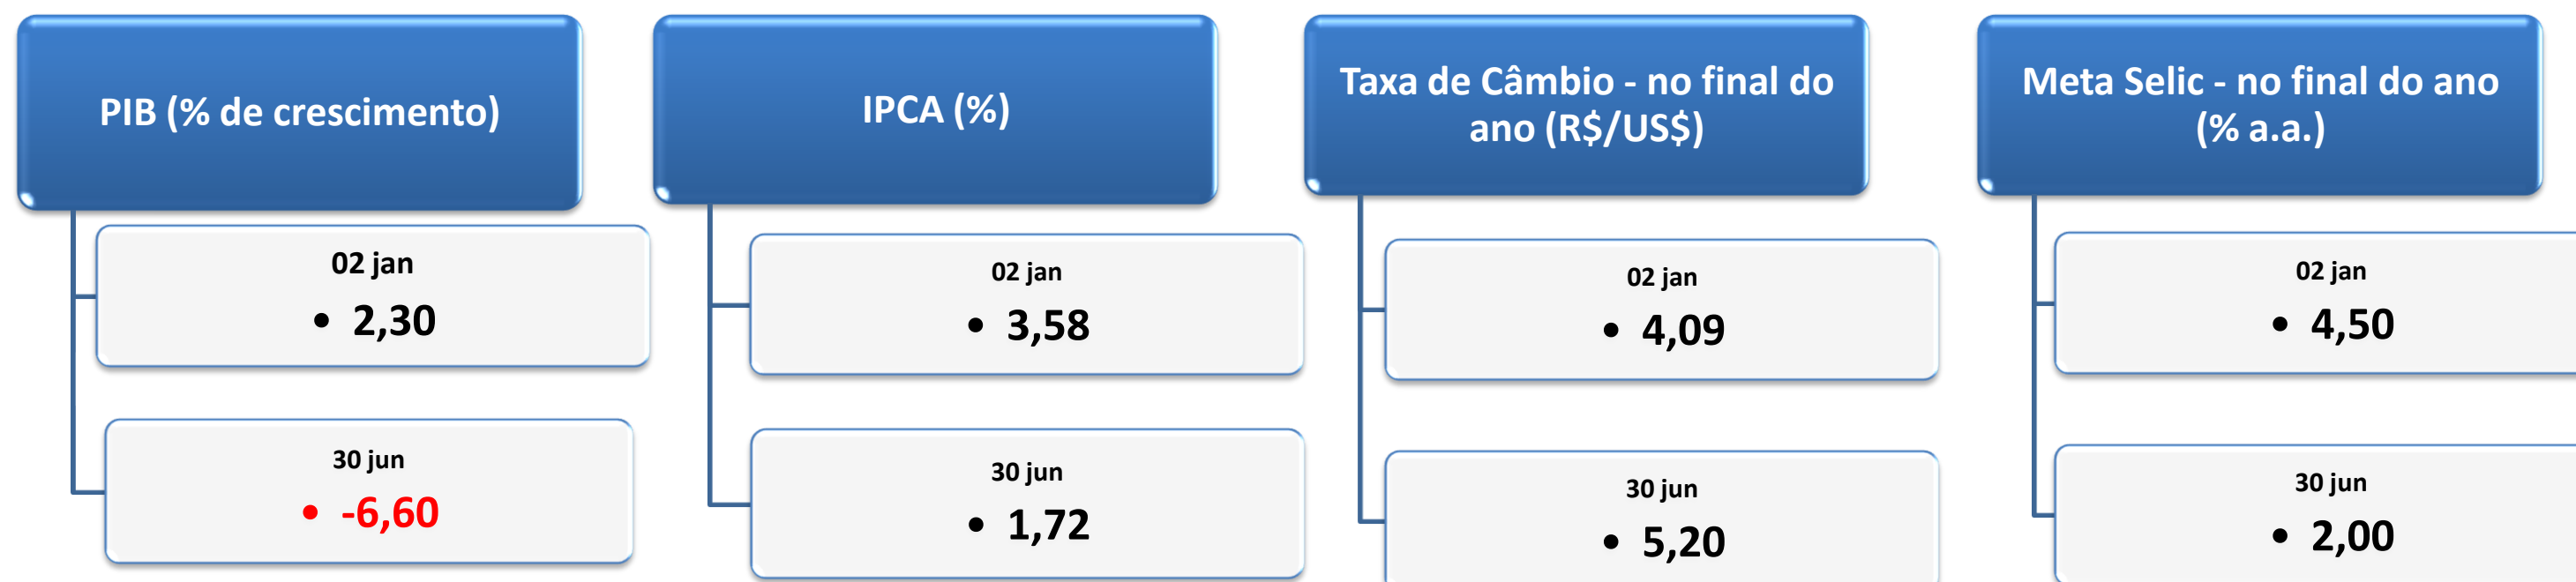 PIB (% de crescimento)
02 jan
• 2,30
30 jun
• -6,60
IPCA (%)
02 jan
• 3,58
30 jun
• 1,72
Taxa de Câmbio - no final do
ano (R$/US$)
02 jan
• 4,09
30 jun
• 5,20
Meta Selic - no final do ano
(% a.a.)
02 jan
• 4,50
30 jun
• 2,00